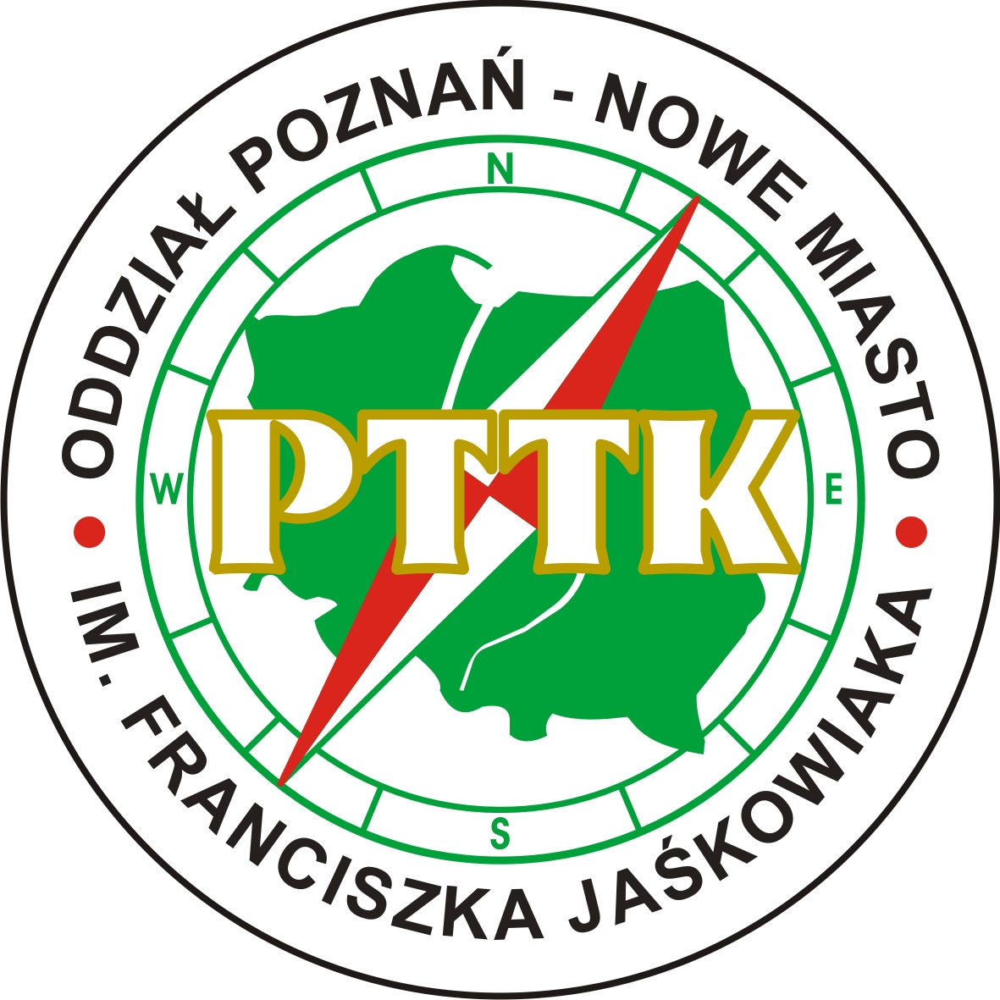 ODDZIAŁ POZNAŃ - NOWE MIASTO
N
W
PTTK
E
S
IM. FRANCISZKA JAŚKOWIAKA